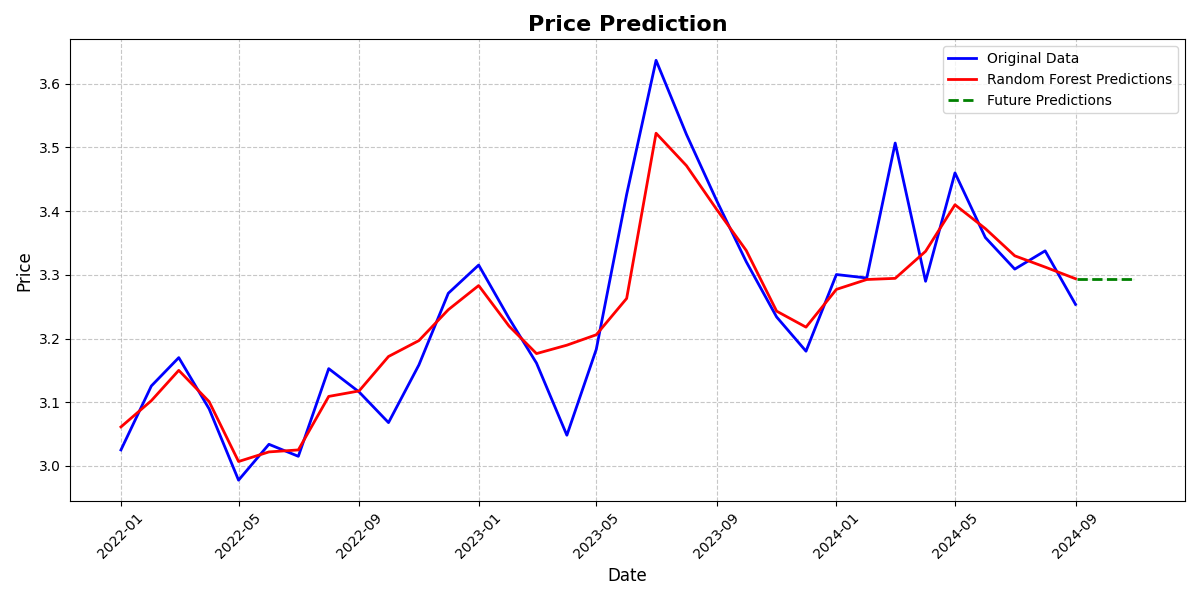 Price Prediction
Original Data
Random Forest Predictions
Future Predictions
Price
3.6
3.5
3.4
3.3
3.2
3.1
3.0
2022-01
2022-05
2022-09
2023-01
2023-05
2023-09
2024-01
2024-05
2024-09
Date